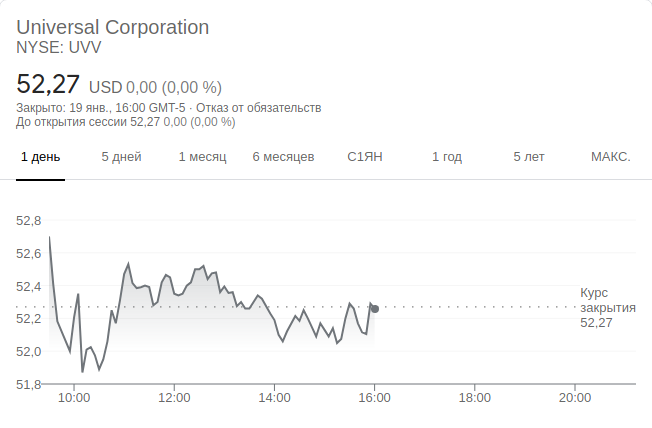 Universal Corporation
NYSE: UVV
52,27 USD 0,00 (0,00 %)
Закрыто: 19 янв., 16:00 GMT-5 · Отказ от обязательств
До открытия сессии 52,27 0,00 (0,00 %)
1 день 5 дней 1 месяц 6 месяцев С1ЯН 1 год 5 лет МАКС.
52,8
52,6
52,4
52,2
52,0
51,8
Курс
закрытия
52,27
10:00 12:00 14:00 16:00 18:00 20:00